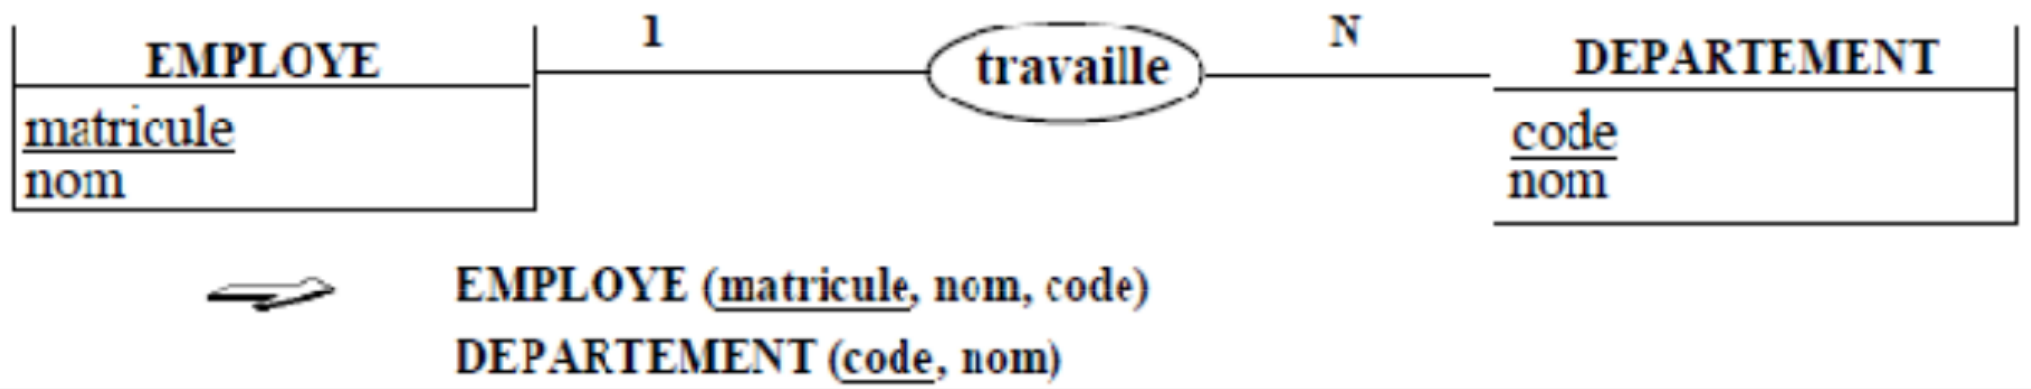 EMPLOYE 1 travaille N DEPARTEMENT
matricule code
nom nom
EMPLOYE (matricule, nom, code)
DEPARTEMENT (code, nom)